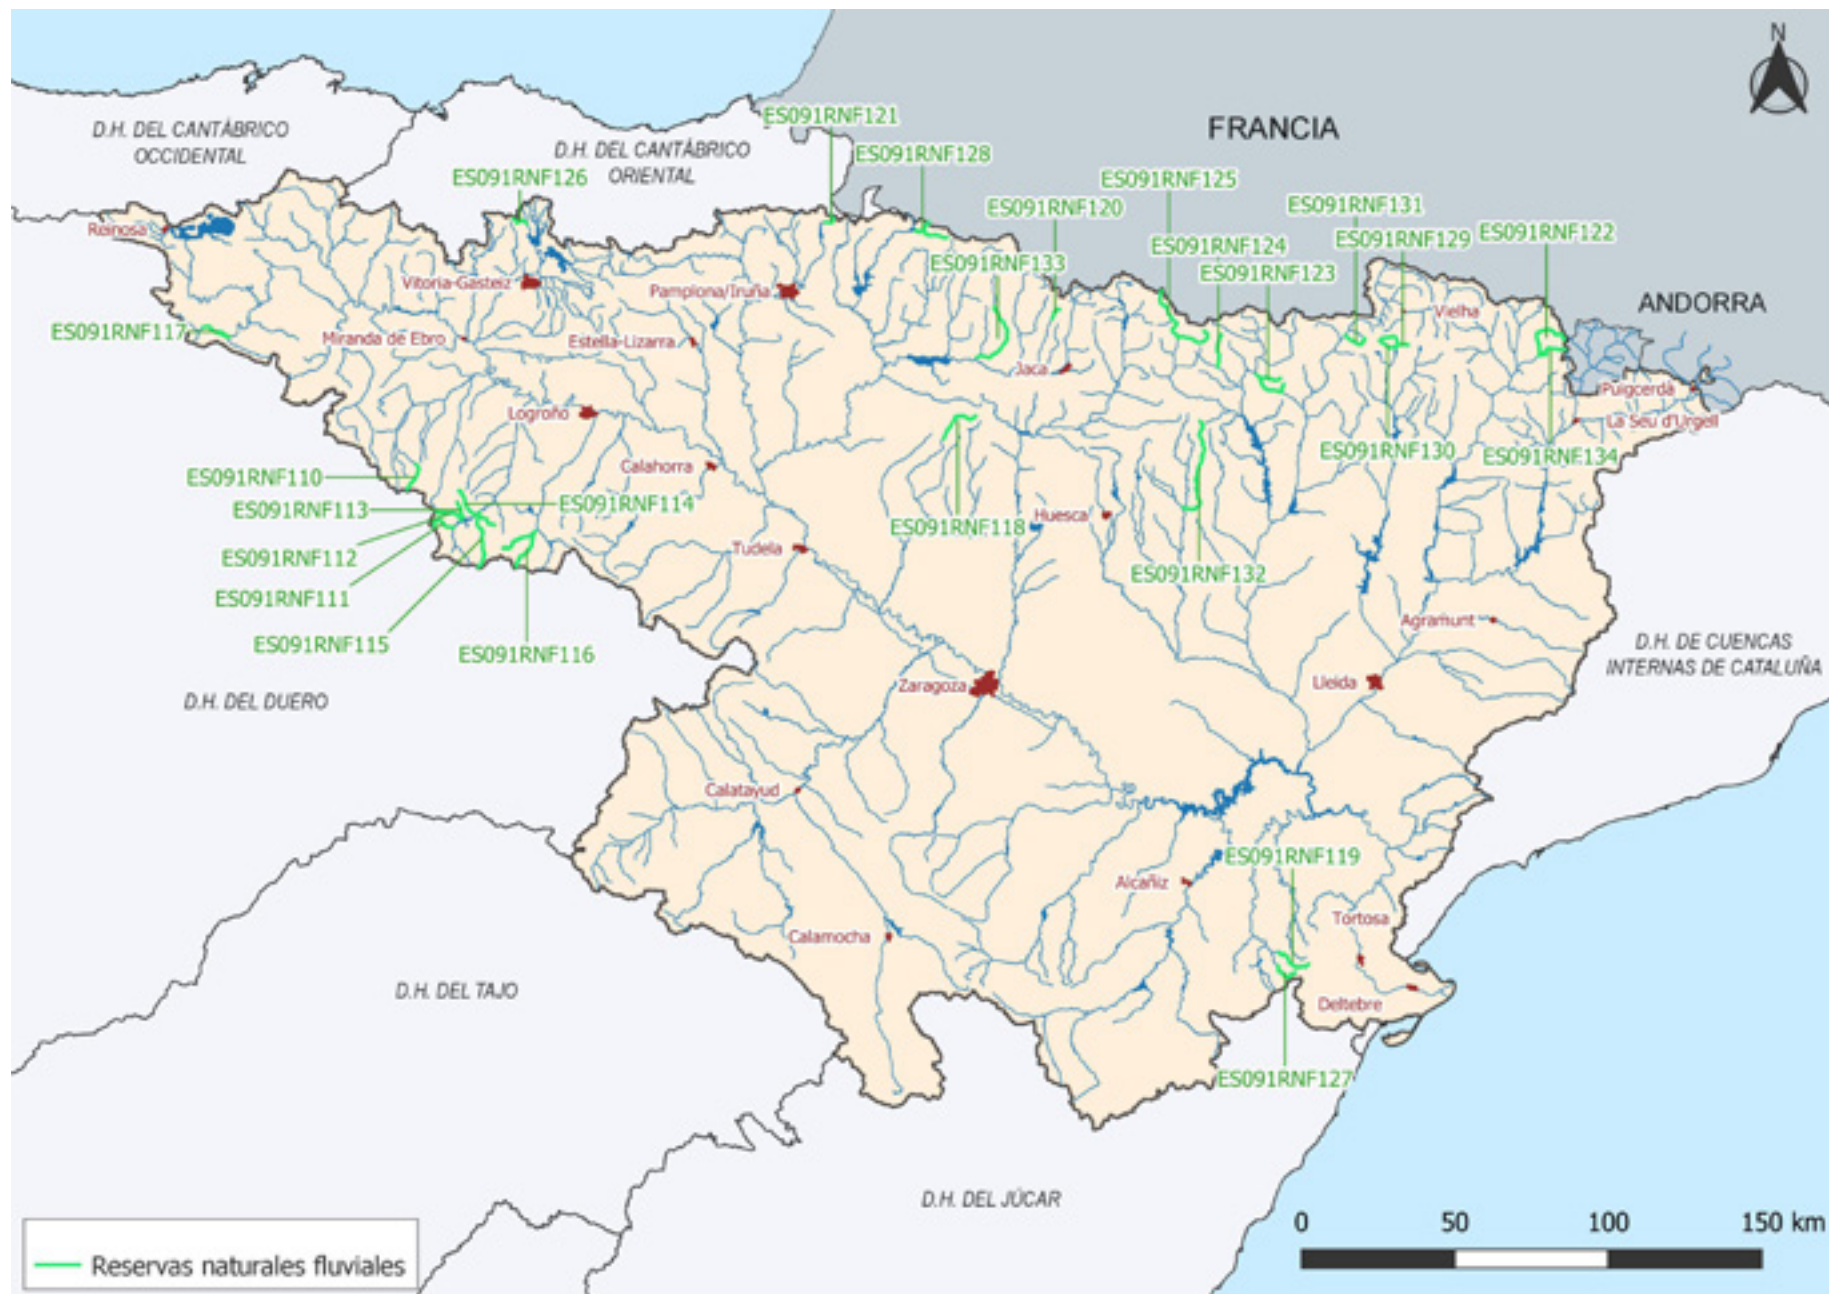 N
ES091RNF121
FRANCIA
D.H. DEL CANTÁBRICO
OCCIDENTAL
D.H. DEL CANTÁBRICO
ORIENTAL
ES091RNF128
ES091RNF126
ES091RNF125
ES091RNF120
ES091RNF131
ES091RNF129
ES091RNF122
ES091RNF124
ES091RNF123
ES091RNF133
Reinosa
Vitoria-Gasteiz
Pamplona/Iruña
ANDORRA
Vielha
ES091RNF117
Miranda de Ebro
Estella-Lizarra
Jaca
Puigcerdà
La Seu d'Urgell
Logroño
ES091RNF130
ES091RNF134
Calahorra
ES091RNF110
ES091RNF114
ES091RNF113
ES091RNF118
Huesca
ES091RNF112
Tudela
ES091RNF132
ES091RNF111
ES091RNF115
ES091RNF116
Agramunt
D.H. DE CUENCAS
INTERNAS DE CATALUÑA
Zaragoza
Lleida
D.H. DEL DUERO
Calatayud
ES091RNF119
Alcañiz
Tortosa
Calamocha
D.H. DEL TAJO
Deltebre
ES091RNF127
D.H. DEL JÚCAR
0 50 100 150 km
Reservas naturales fluviales